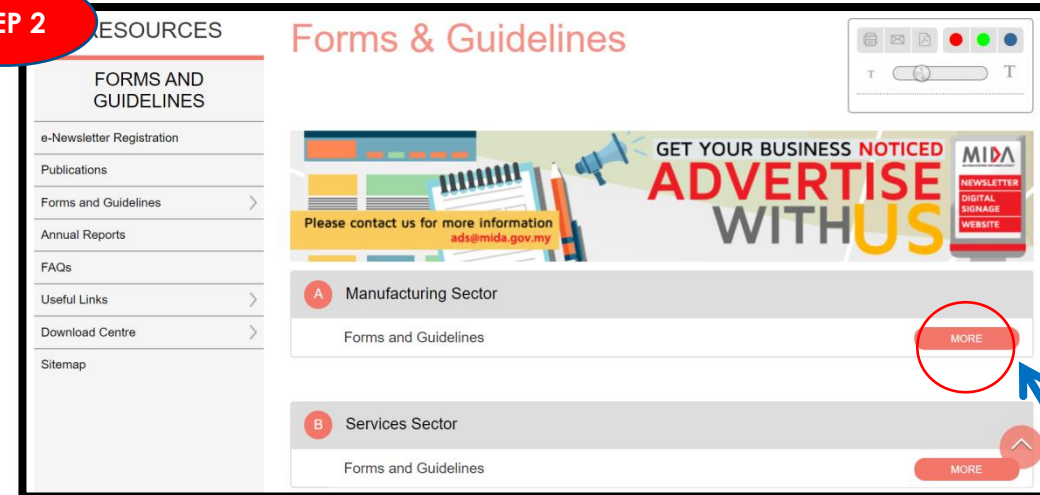 EP 2
RESOURCES
FORMS AND
GUIDELINES
e-Newsletter Registration
Publications
Forms and Guidelines
Annual Reports
FAQs
Useful Links
Download Centre
Sitemap
Forms & Guidelines
T T
Please contact us for more information
ads@mida.gov.my
GET YOUR BUSINESS NOTICED
ADVERTISE
WITH US
MIDA
NEWSLETTER
DIGITAL
SIGNAGE
WEBSITE
A Manufacturing Sector
Forms and Guidelines MORE
B Services Sector
Forms and Guidelines MORE